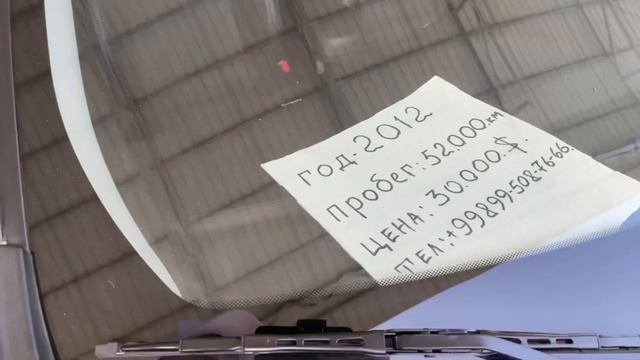 год 2012
Пробег: 52.000 км
ЦЕНА: 30.000.$
ТЕЛ:+99899-508-76-66.